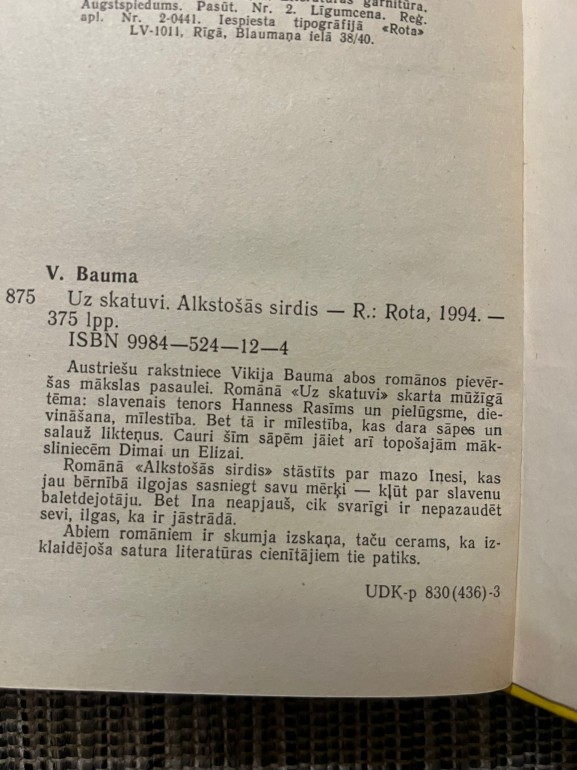 garnitūra.
Augstspiedums. Pasūt. Nr. 2. Līgumcena. Reģ.
apl. Nr. 2-0441. Iespiesta tipogrāfijā «Rota»
LV-1011, Rīgā, Blaumaņa ielā 38/40.
V. Bauma
875 Uz skatuvi. Alkstošās sirdis — R.: Rota, 1994. —
375 lpp.
ISBN 9984—524—12—4
Austriešu rakstniece Vikija Bauma abos romānos pievēr-
šas mākslas pasaulei. Romānā «Uz skatuvi» skarta mūžīgā
tēma: slavenais tenors Hanness Rasīms un pielūgsme, die-
vināšana, mīlestība. Bet tā ir mīlestība, kas dara sāpes un
salauž likteņus. Cauri šīm sāpēm jāiet arī topošajām māk-
sliniecēm Dimai un Elizai.
Romānā «Alkstošās sirdis» stāstīts par mazo Iņesi, kas
jau bērnībā ilgojas sasniegt savu mērķi — kļūt par slavenu
baletdejotāju. Bet Ina neapjauš, cik svarīgi ir nepazaudēt
sevi, ilgas, ka ir jāstrādā.
Abiem romāniem ir skumja izskaņa, taču cerams, ka iz-
klaidējoša satura literatūras cienītājiem tie patiks.
UDK-p 830(436)-3